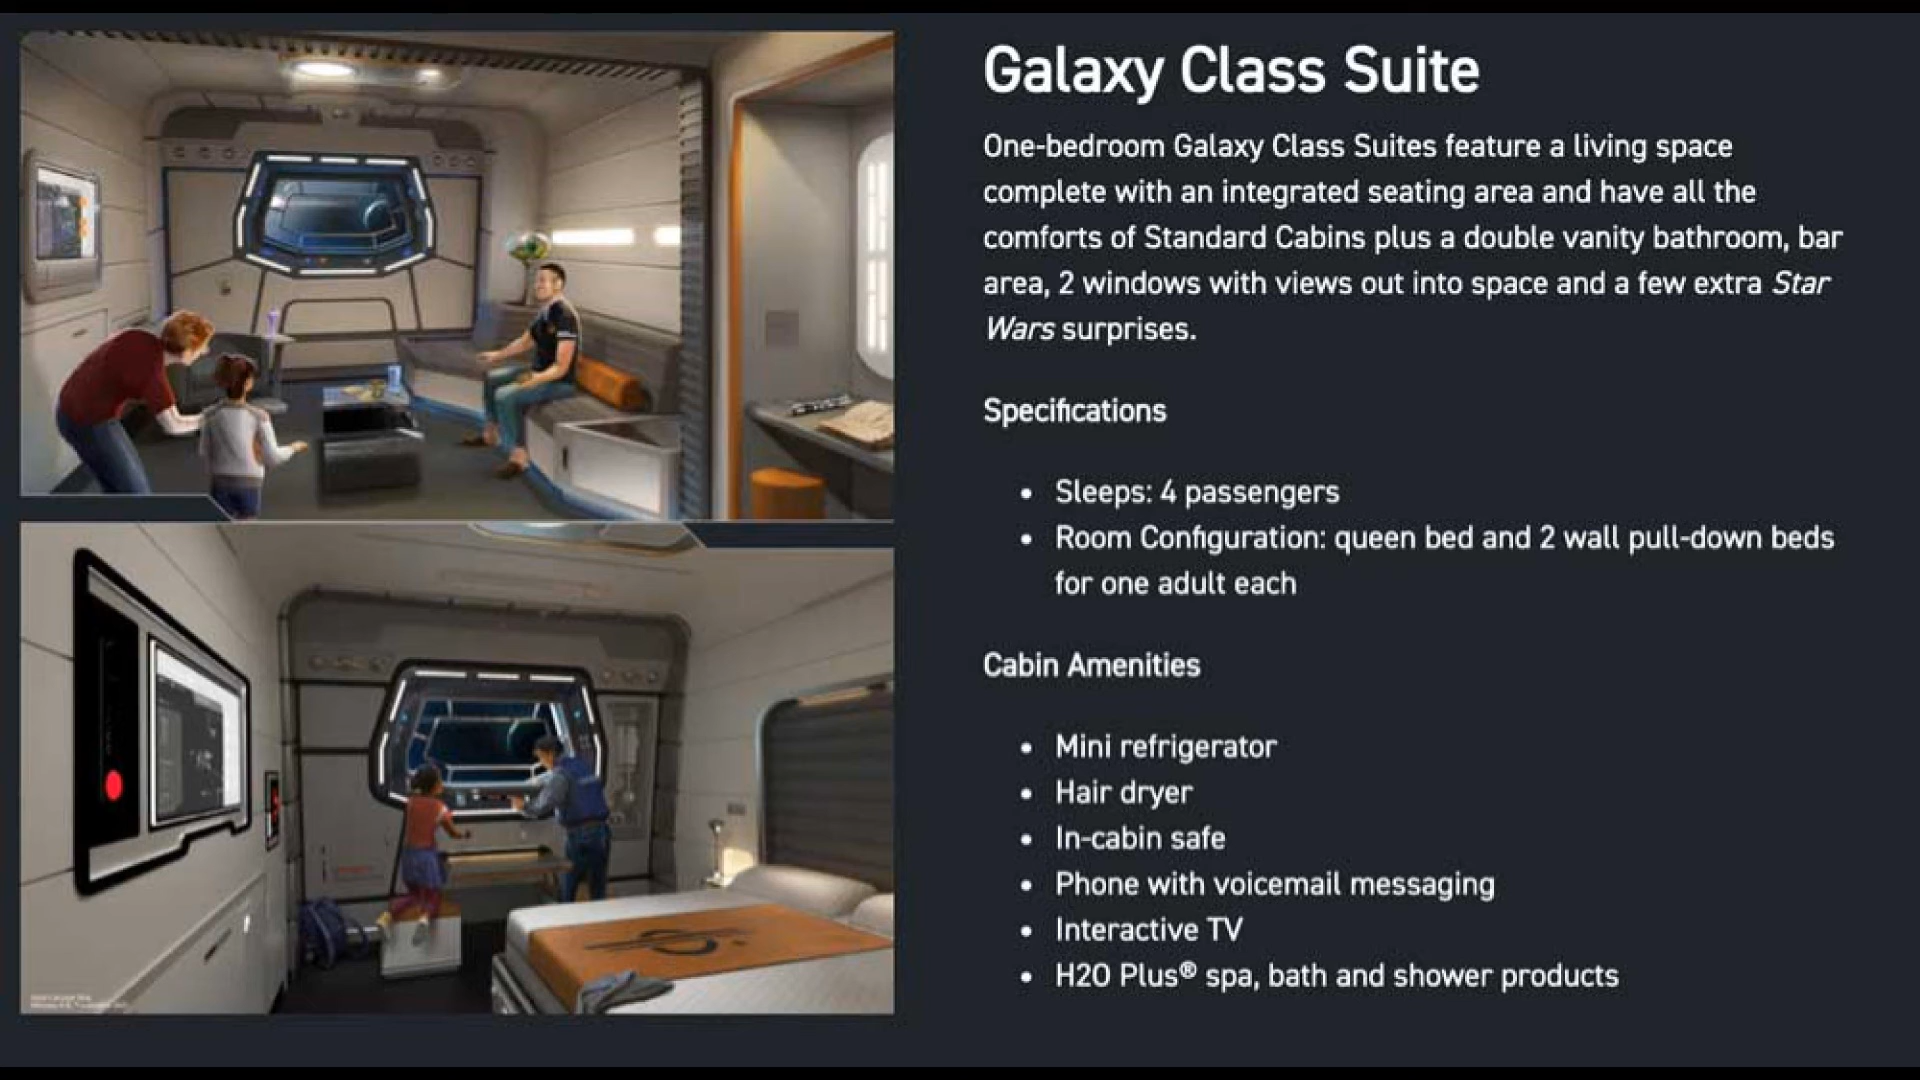 Galaxy Class Suite
One-bedroom Galaxy Class Suites feature a living space
complete with an integrated seating area and have all the
comforts of Standard Cabins plus a double vanity bathroom, bar
area, 2 windows with views out into space and a few extra Star
Wars surprises.
Specifications
• Sleeps: 4 passengers
• Room Configuration: queen bed and 2 wall pull-down beds
for one adult each
Cabin Amenities
• Mini refrigerator
• Hair dryer
• In-cabin safe
• Phone with voicemail messaging
• Interactive TV
• H2O Plus® spa, bath and shower products